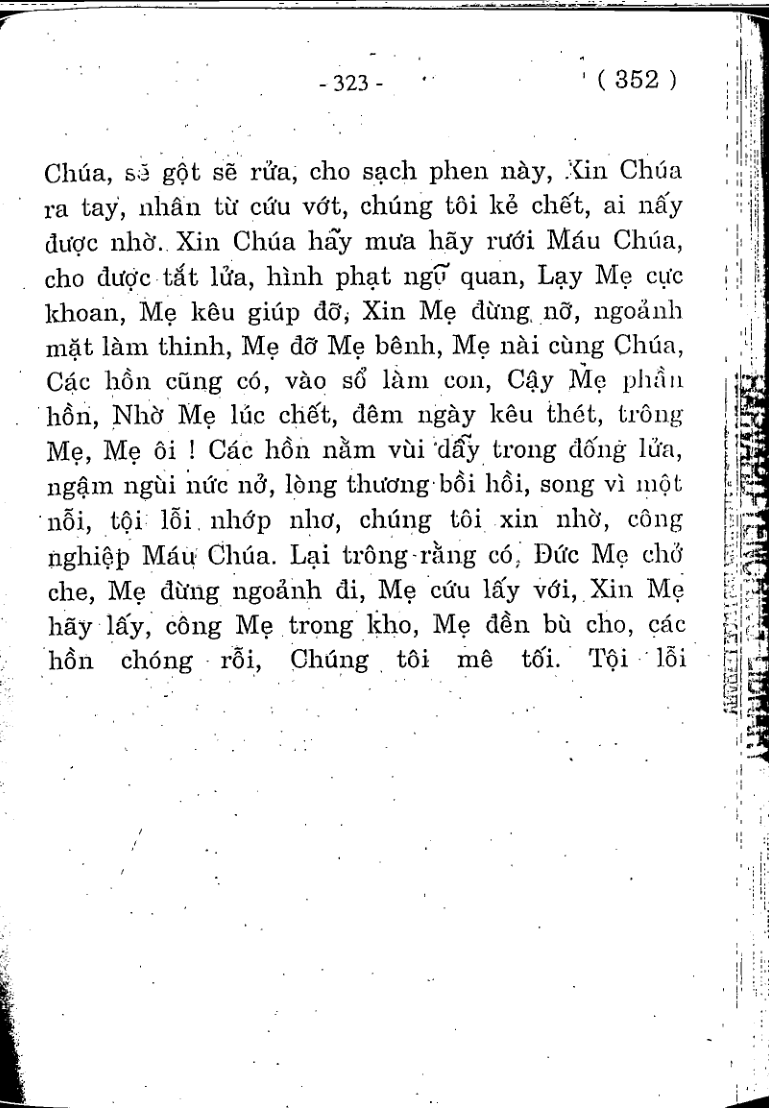 - 323 -
( 352 )
Chúa, sẽ gột sẽ rửa, cho sạch phen này, Xin Chúa
ra tay, nhân từ cứu vớt, chúng tôi kẻ chết, ai nấy
được nhờ. Xin Chúa hãy mưa hãy rưới Máu Chúa,
cho được tắt lửa, hình phạt ngũ quan, Lạy Mẹ cực
khoan, Mẹ kêu giúp đỡ, Xin Mẹ đừng nỡ, ngoảnh
mặt làm thinh, Mẹ đỡ Mẹ bênh, Mẹ nài cùng Chúa,
Các hồn cũng có, vào sổ làm con, Cậy Mẹ phần
hồn, Nhờ Mẹ lúc chết, đêm ngày kêu thét, trông
Mẹ, Mẹ ôi ! Các hồn nằm vùi dẫy trong đống lửa,
ngậm ngùi nức nở, lòng thương bồi hồi, song vì một
nỗi, tội lỗi nhớp nhơ, chúng tôi xin nhờ, công
nghiệp Máu Chúa. Lại trông rằng có, Đức Mẹ chở
che, Mẹ đừng ngoảnh đi, Mẹ cứu lấy với, Xin Mẹ
hãy lấy, công Mẹ trong kho, Mẹ đền bù cho, các
hồn chóng rỗi, Chúng tôi mê tối. Tội lỗi